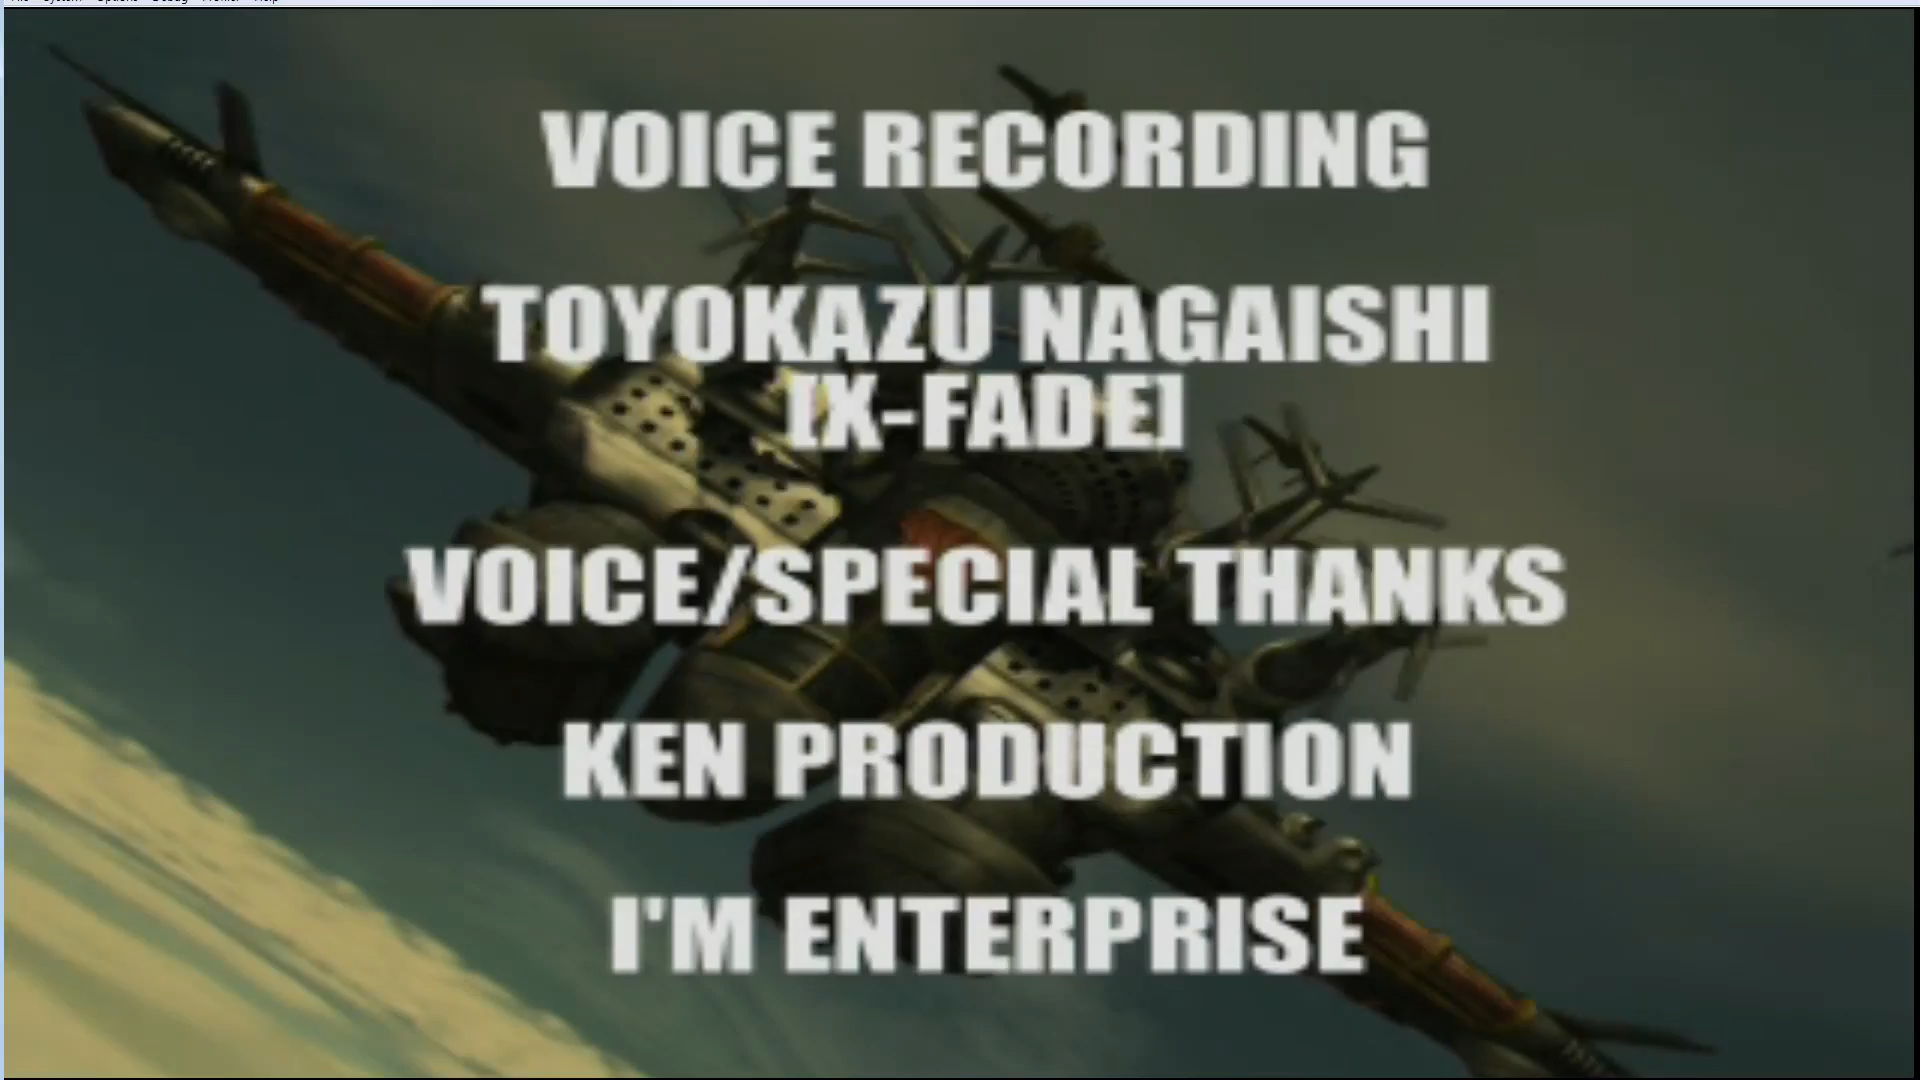 VOICE RECORDING
TOYOKAZU NAGAISHI
[X-FADE]
VOICE/SPECIAL THANKS
KEN PRODUCTION
I'M ENTERPRISE